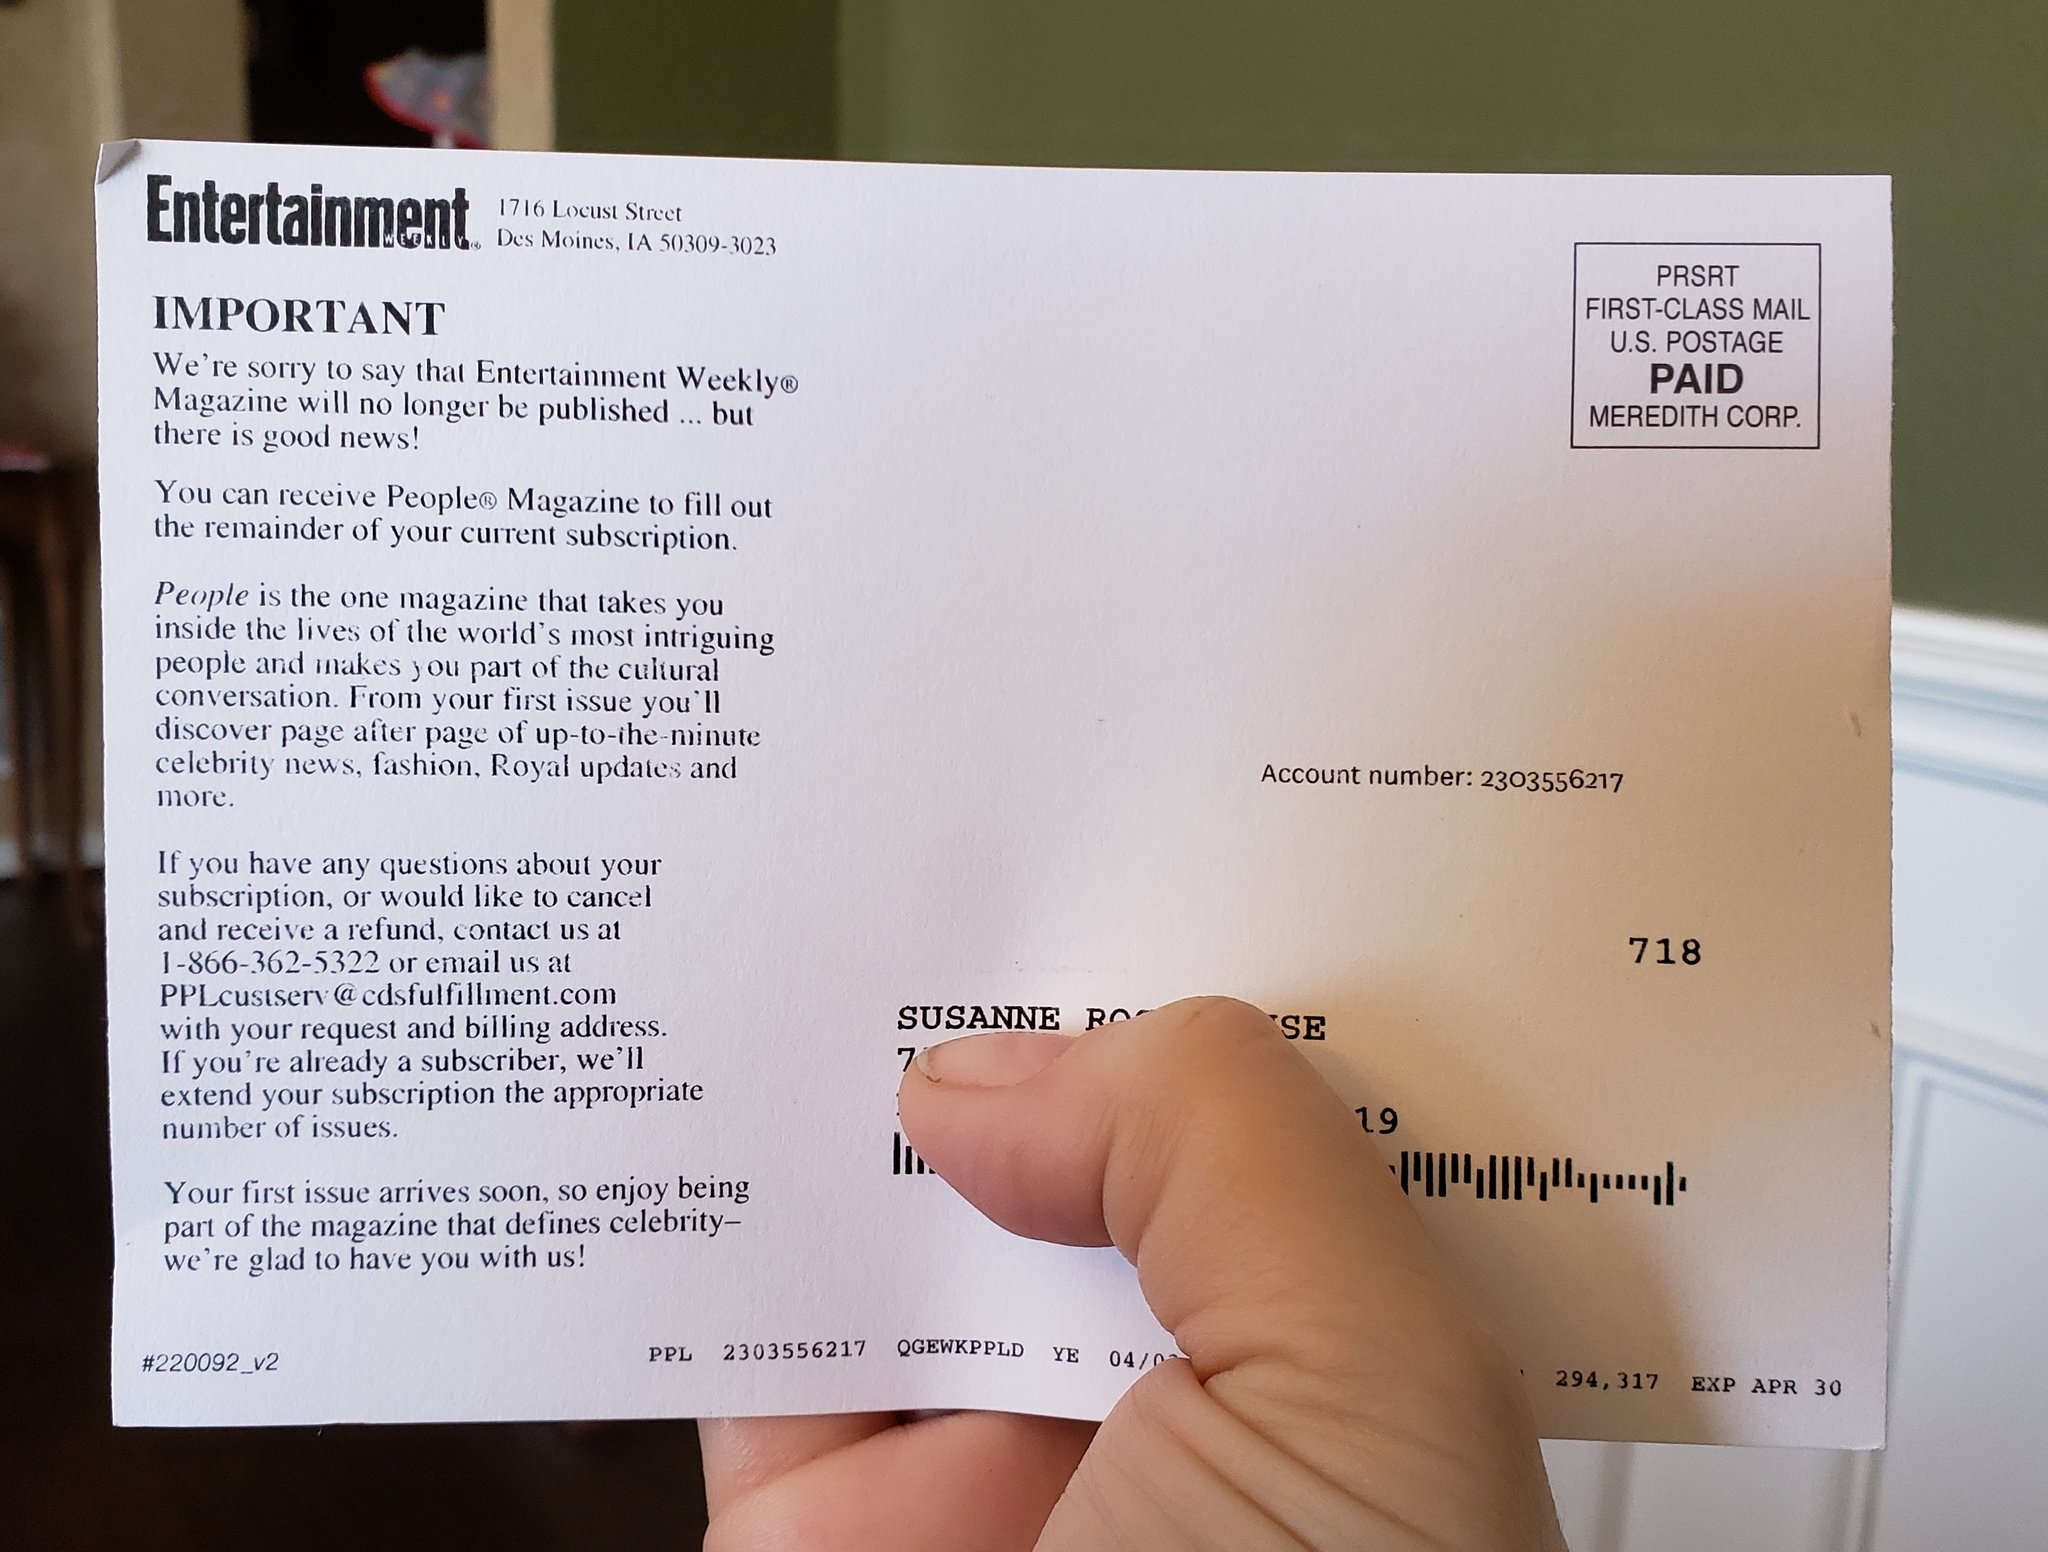 Entertainment
WEEKLY®
1716 Locust Street
Des Moines, IA 50309-3023
PRSRT
FIRST-CLASS MAIL
U.S. POSTAGE
PAID
MEREDITH CORP.
IMPORTANT
We're sorry to say that Entertainment Weekly®
Magazine will no longer be published ... but
there is good news!
You can receive People® Magazine to fill out
the remainder of your current subscription.
People is the one magazine that takes you
inside the lives of the world's most intriguing
people and makes you part of the cultural
conversation. From your first issue you'll
discover page after page of up-to-the-minute
celebrity news, fashion, Royal updates and
more.
If you have any questions about your
subscription, or would like to cancel
and receive a refund, contact us at
1-866-362-5322 or email us at
PPLcustserv@cdsfulfillment.com
with your request and billing address.
If you're already a subscriber, we'll
extend your subscription the appropriate
number of issues.
Your first issue arrives soon, so enjoy being
part of the magazine that defines celebrity–
we're glad to have you with us!
Account number: 2303556217
718
SUSANNE
19
#220092_v2
PPL 2303556217 QGEWKPPLD YE 04/0 294,317 EXP APR 30